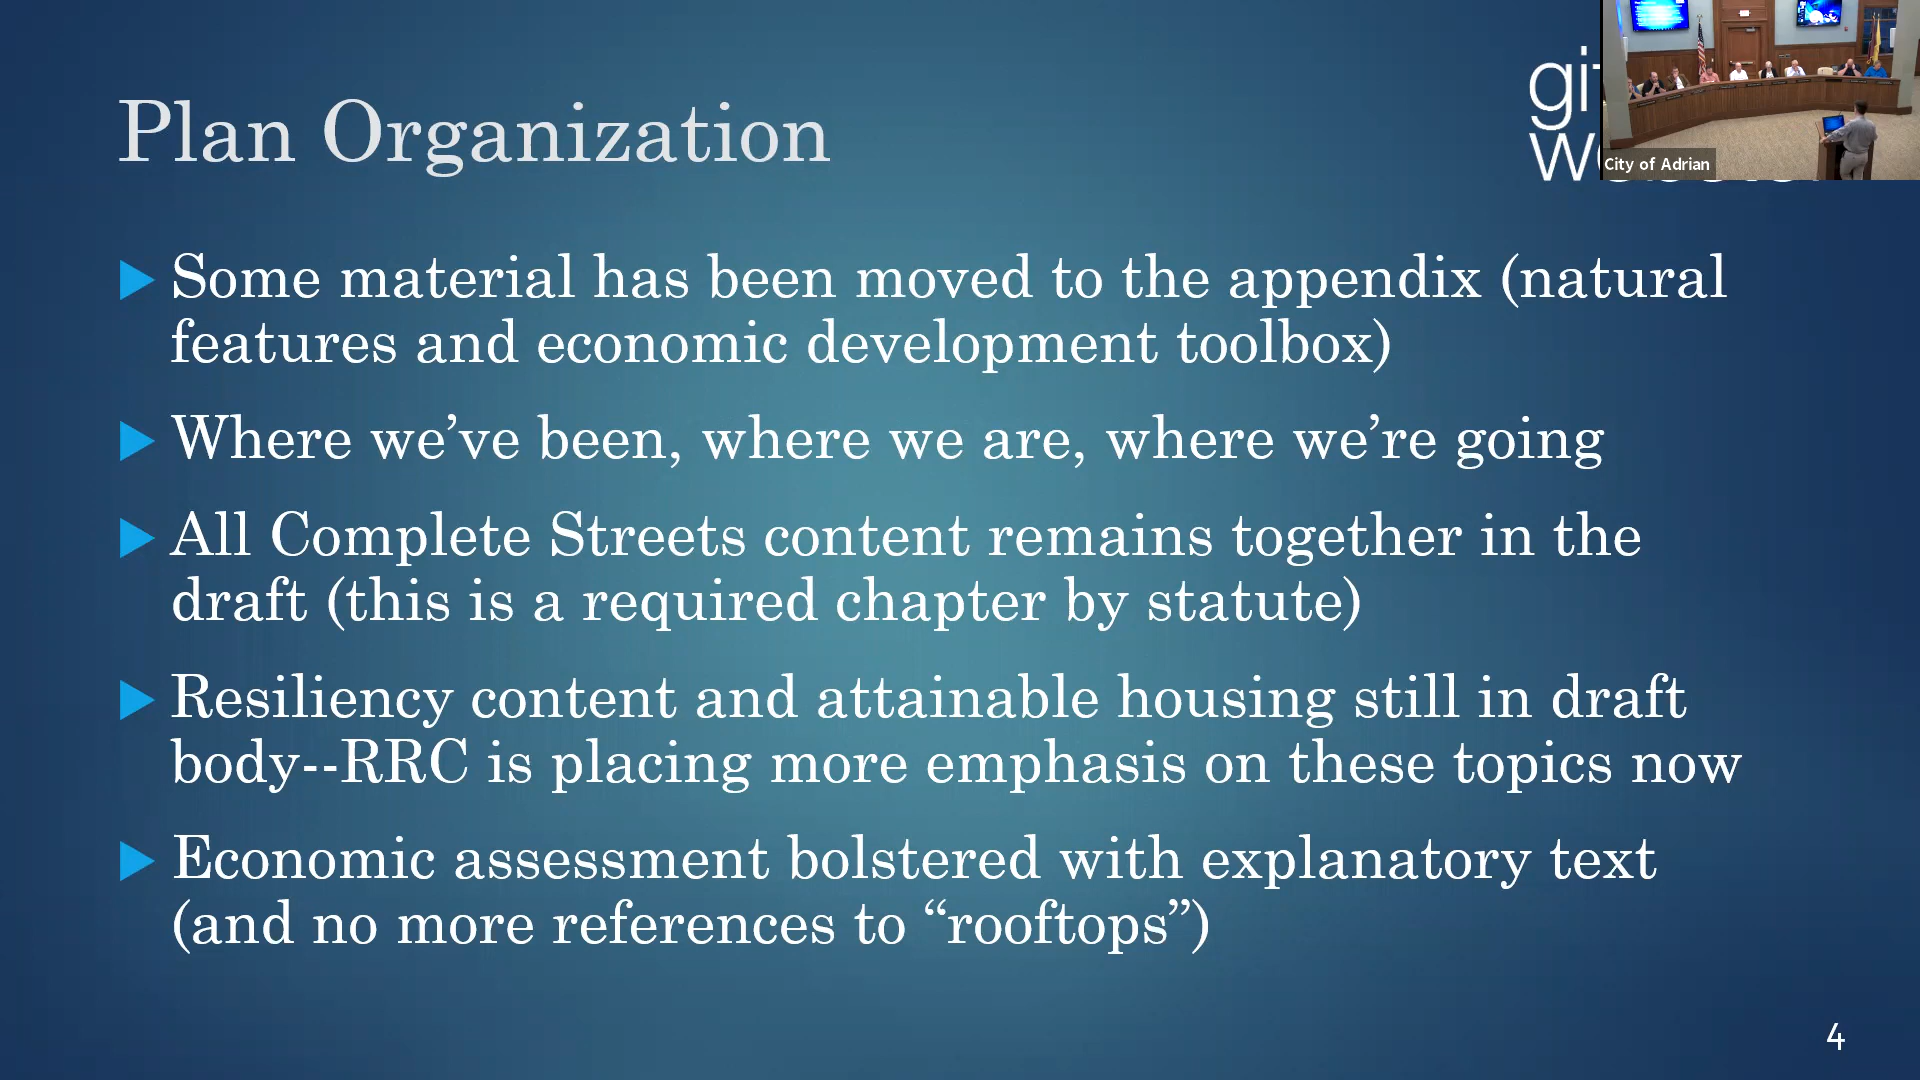 Plan Organization
City of Adrian
Some material has been moved to the appendix (natural
features and economic development toolbox)
Where we’ve been, where we are, where we’re going
All Complete Streets content remains together in the
draft (this is a required chapter by statute)
Resiliency content and attainable housing still in draft
body--RRC is placing more emphasis on these topics now
Economic assessment bolstered with explanatory text
(and no more references to “rooftops”)
4